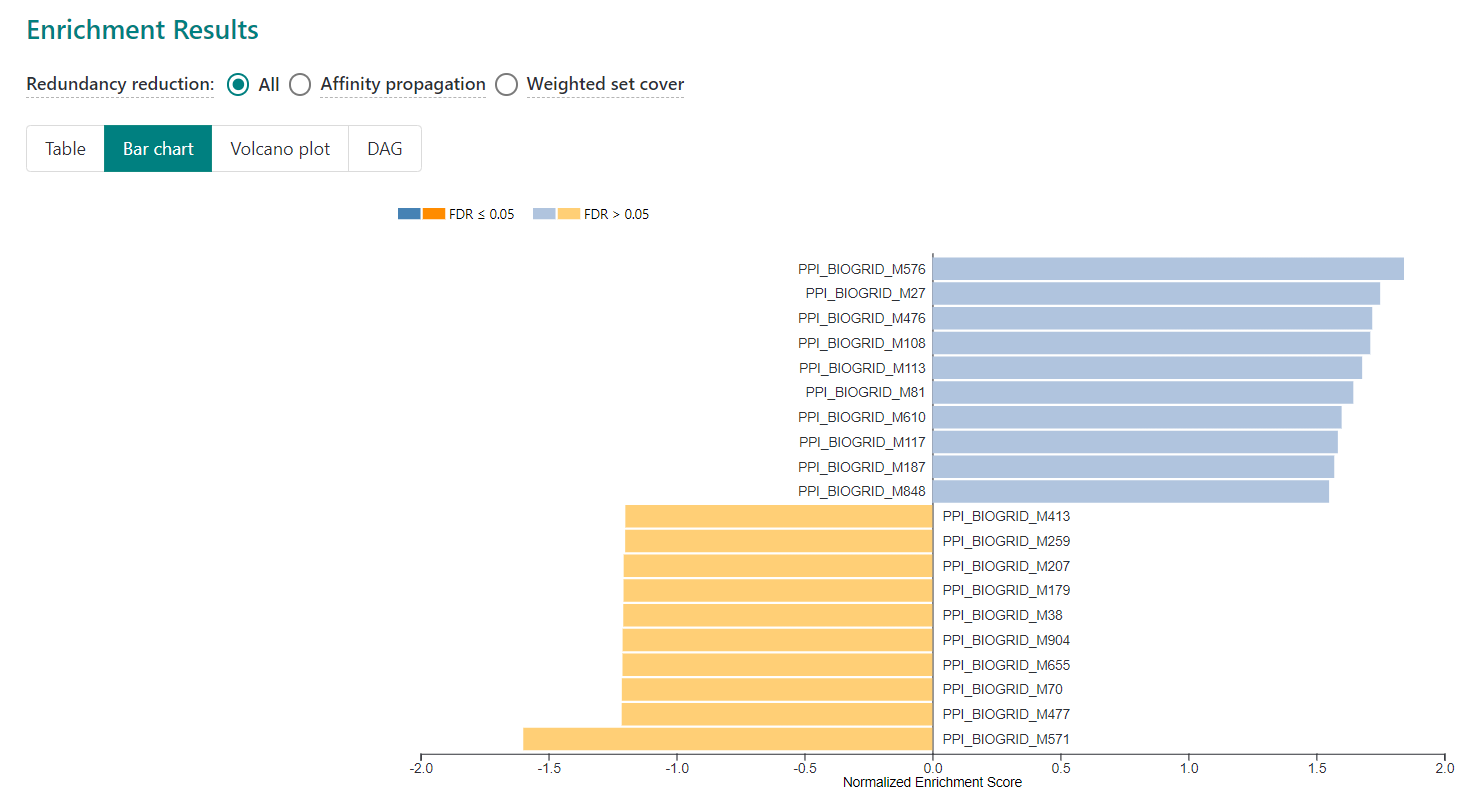 Enrichment Results
Redundancy reduction: All Affinity propagation Weighted set cover
Table Bar chart Volcano plot DAG
FDR ≤ 0.05 FDR > 0.05
PPI_BIOGRID_M576
PPI_BIOGRID_M27
PPI_BIOGRID_M476
PPI_BIOGRID_M108
PPI_BIOGRID_M113
PPI_BIOGRID_M81
PPI_BIOGRID_M610
PPI_BIOGRID_M117
PPI_BIOGRID_M187
PPI_BIOGRID_M848
PPI_BIOGRID_M413
PPI_BIOGRID_M259
PPI_BIOGRID_M207
PPI_BIOGRID_M179
PPI_BIOGRID_M38
PPI_BIOGRID_M904
PPI_BIOGRID_M655
PPI_BIOGRID_M70
PPI_BIOGRID_M477
PPI_BIOGRID_M571
-2.0 -1.5 -1.0 -0.5 0.0 0.5 1.0 1.5 2.0
Normalized Enrichment Score